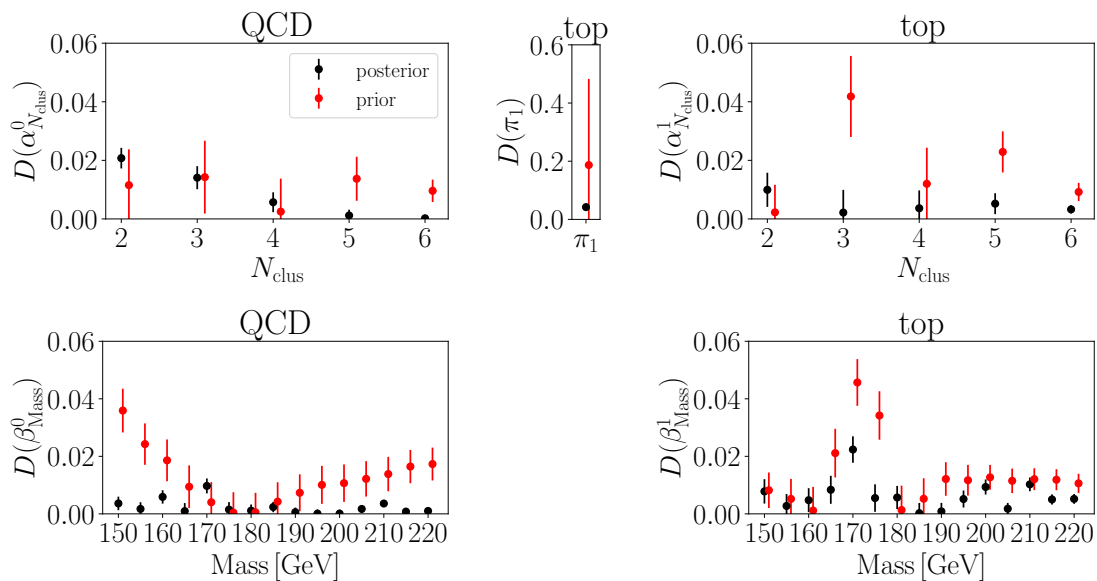 QCD
0.06
0.04
0.02
0.00
D(α⁰_{N_clus})
2 3 4 5 6
N_clus
posterior
prior
top
0.6
0.4
0.2
0.0
D(π₁)
π₁
top
0.06
0.04
0.02
0.00
D(α¹_{N_clus})
2 3 4 5 6
N_clus
QCD
0.06
0.04
0.02
0.00
D(β⁰_Mass)
150 160 170 180 190 200 210 220
Mass [GeV]
top
0.06
0.04
0.02
0.00
D(β¹_Mass)
150 160 170 180 190 200 210 220
Mass [GeV]